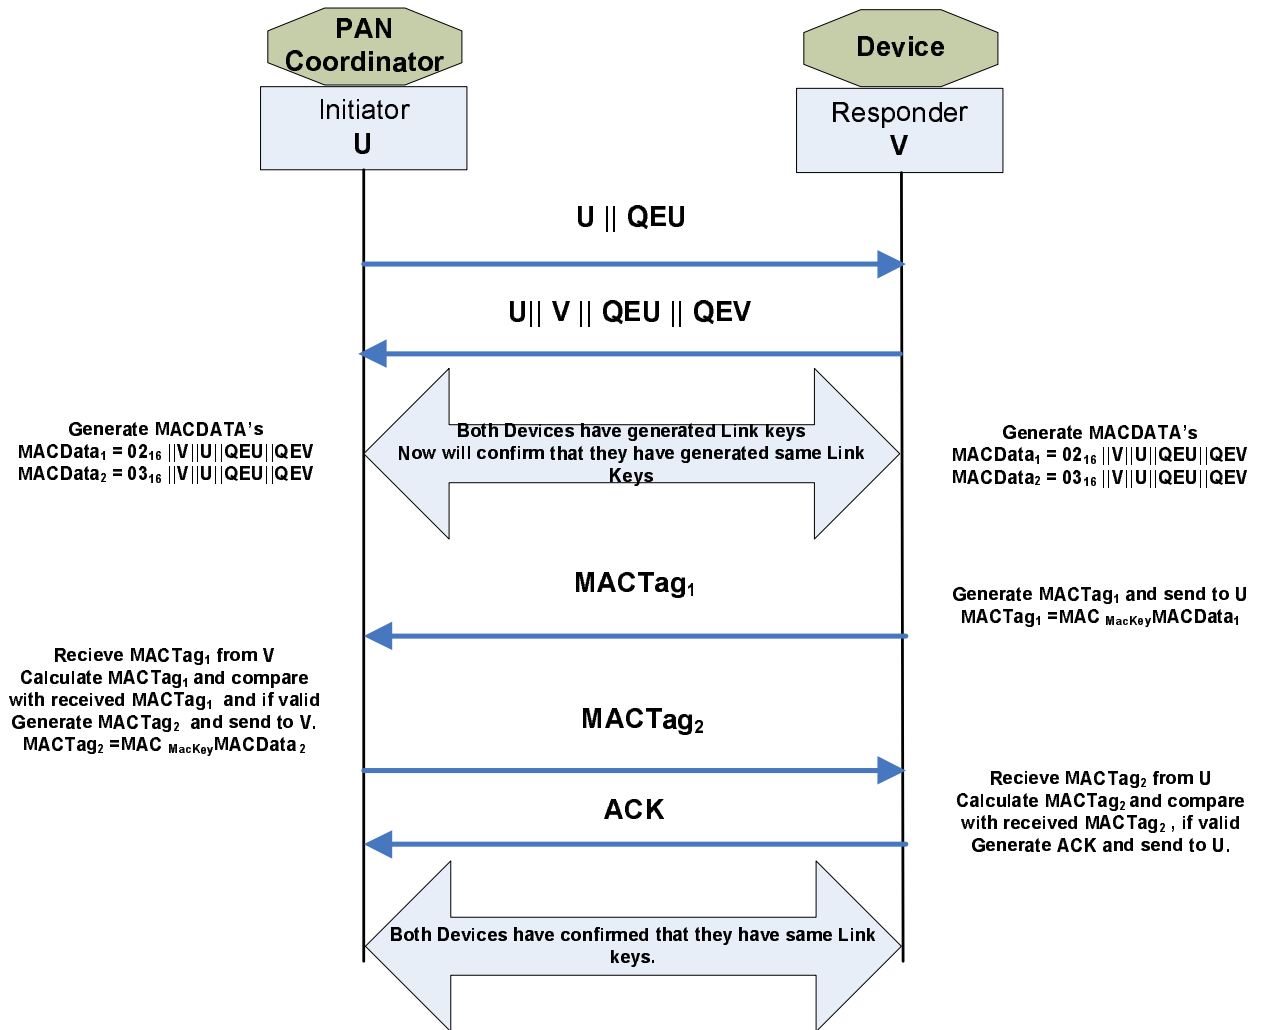 PAN
Coordinator
Device
Initiator
U
Responder
V
U || QEU
U|| V || QEU || QEV
Generate MACDATA's
MACData₁ = 02₁₆ ||V||U||QEU||QEV
MACData₂ = 03₁₆ ||V||U||QEU||QEV
Both Devices have generated Link keys
Now will confirm that they have generated same Link
Keys
Generate MACDATA's
MACData₁ = 02₁₆ ||V||U||QEU||QEV
MACData₂ = 03₁₆ ||V||U||QEU||QEV
MACTag₁
Generate MACTag₁ and send to U
MACTag₁ =MAC MacKeyMACData₁
Recieve MACTag₁ from V
Calculate MACTag₁ and compare
with received MACTag₁ and if valid
Generate MACTag₂ and send to V.
MACTag₂ =MAC MacKeyMACData ₂
MACTag₂
Recieve MACTag₂ from U
Calculate MACTag₂ and compare
with received MACTag₂ , if valid
Generate ACK and send to U.
ACK
Both Devices have confirmed that they have same Link
keys.